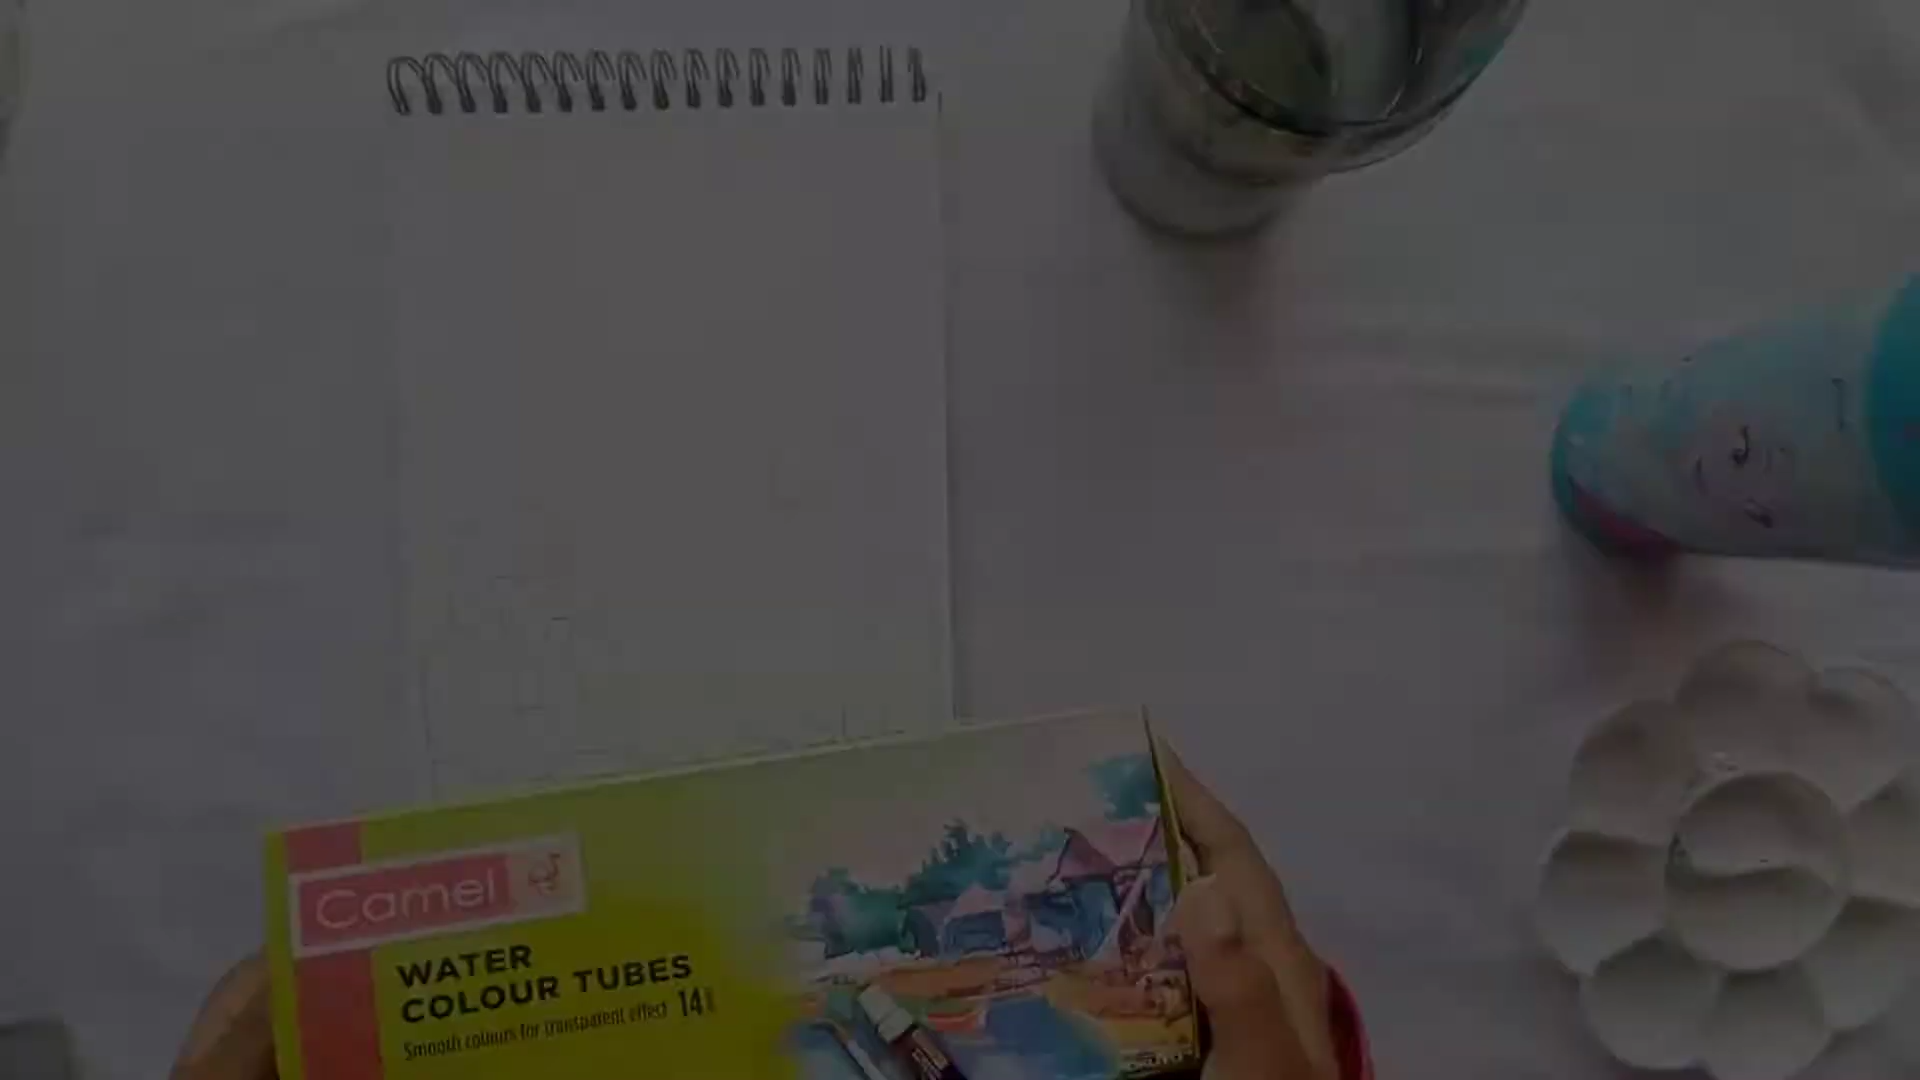 Camel
WATER
COLOUR TUBES
Smooth colours for transparent effect 14